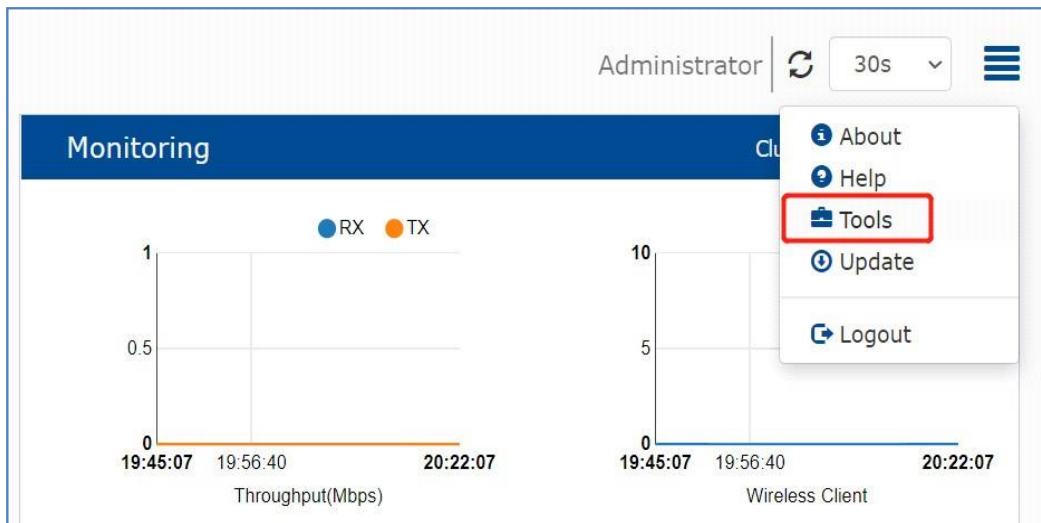 Administrator 30s
Monitoring
About
Help
Tools
Update
Logout
RX TX
1
0.5
0
19:45:07 19:56:40 20:22:07
Throughput(Mbps)
10
5
0
19:45:07 19:56:40 20:22:07
Wireless Client